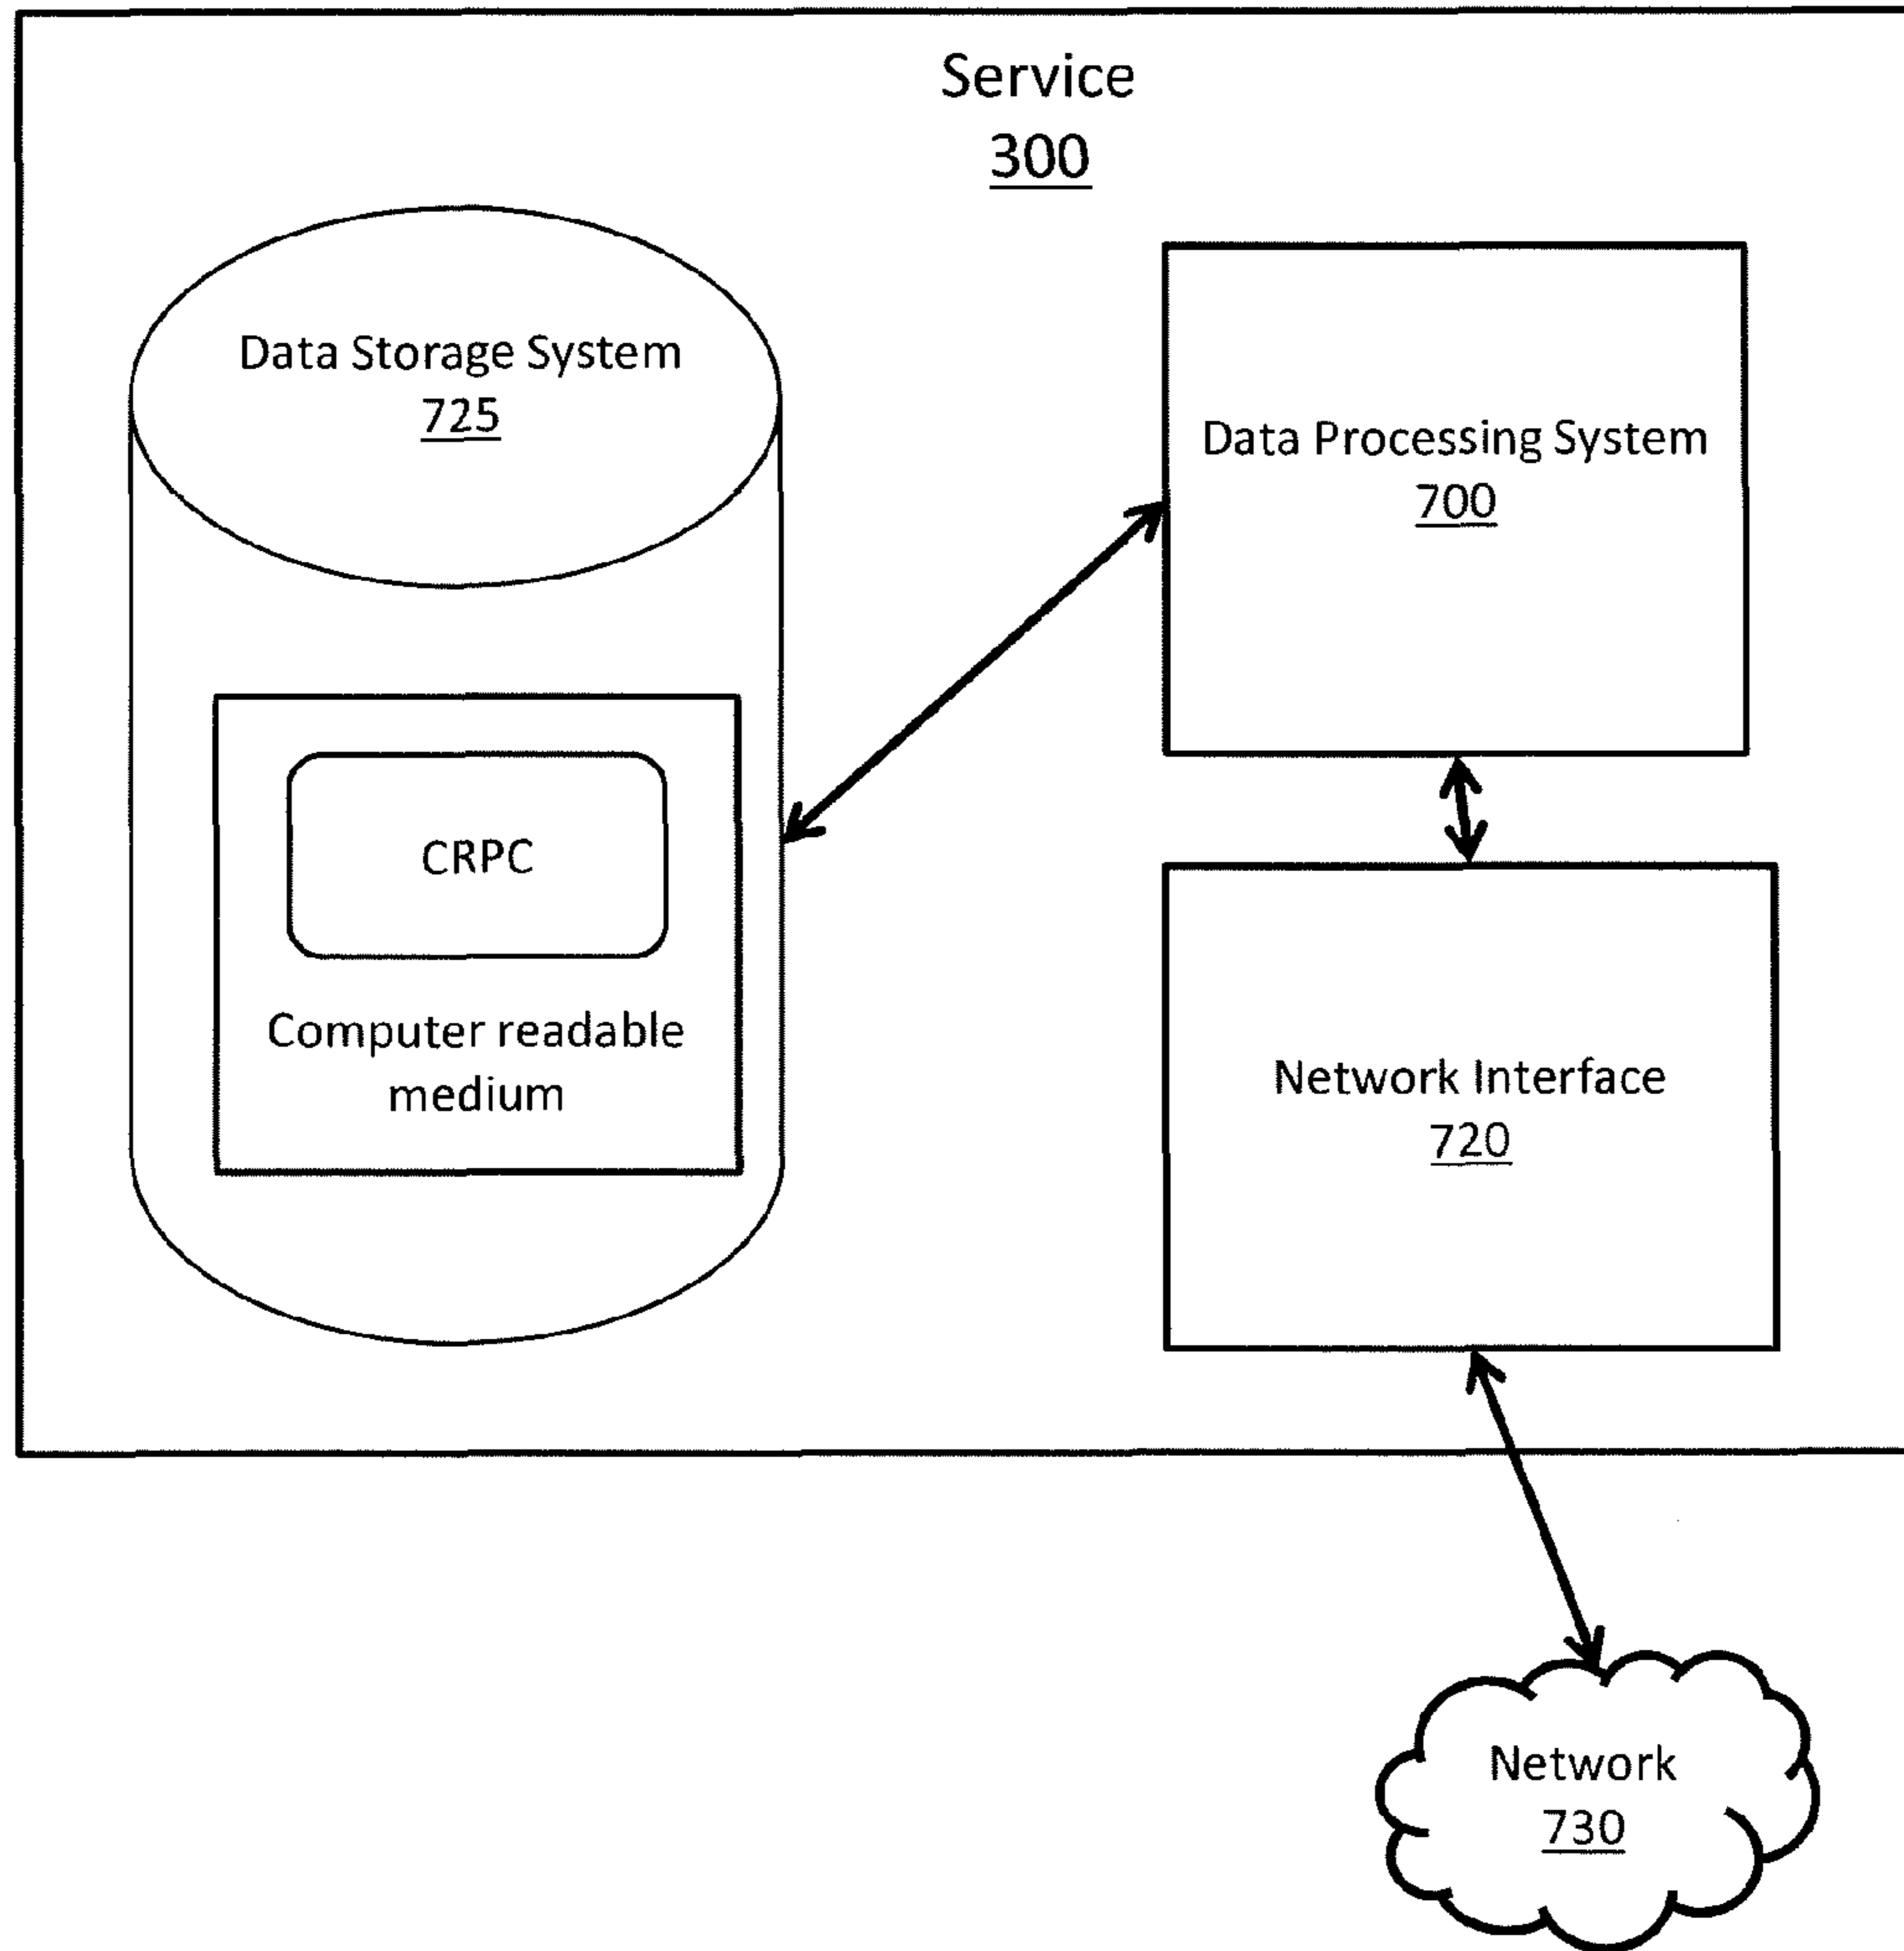 Service
300
Data Storage System
725
Data Processing System
700
CRPC
Computer readable
medium
Network Interface
720
Network
730